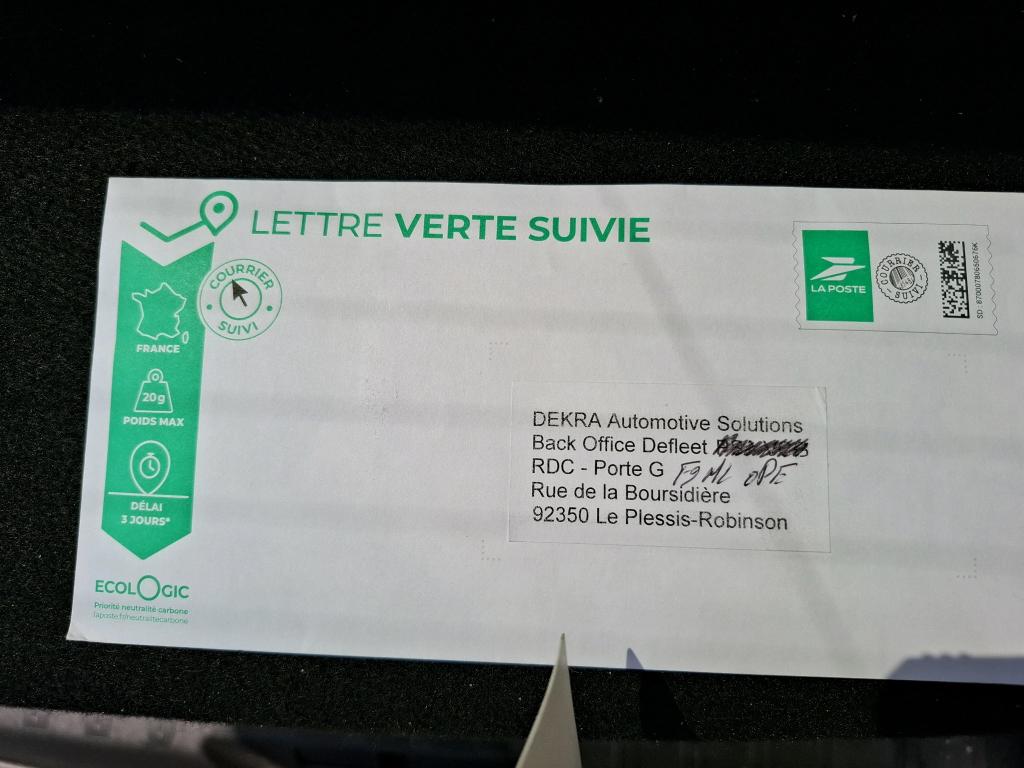 LETTRE VERTE SUIVIE
COURRIER
SUIVI
FRANCE
20g
POIDS MAX
DÉLAI
3 JOURS*
ECOLOGIC
Priorité neutralité carbone
laposte.fr/neutralitecarbone
LA POSTE
COURRIER
SUIVI
SD : 87000780650676K
DEKRA Automotive Solutions
Back Office Defleet
RDC - Porte G
Rue de la Boursidière
92350 Le Plessis-Robinson